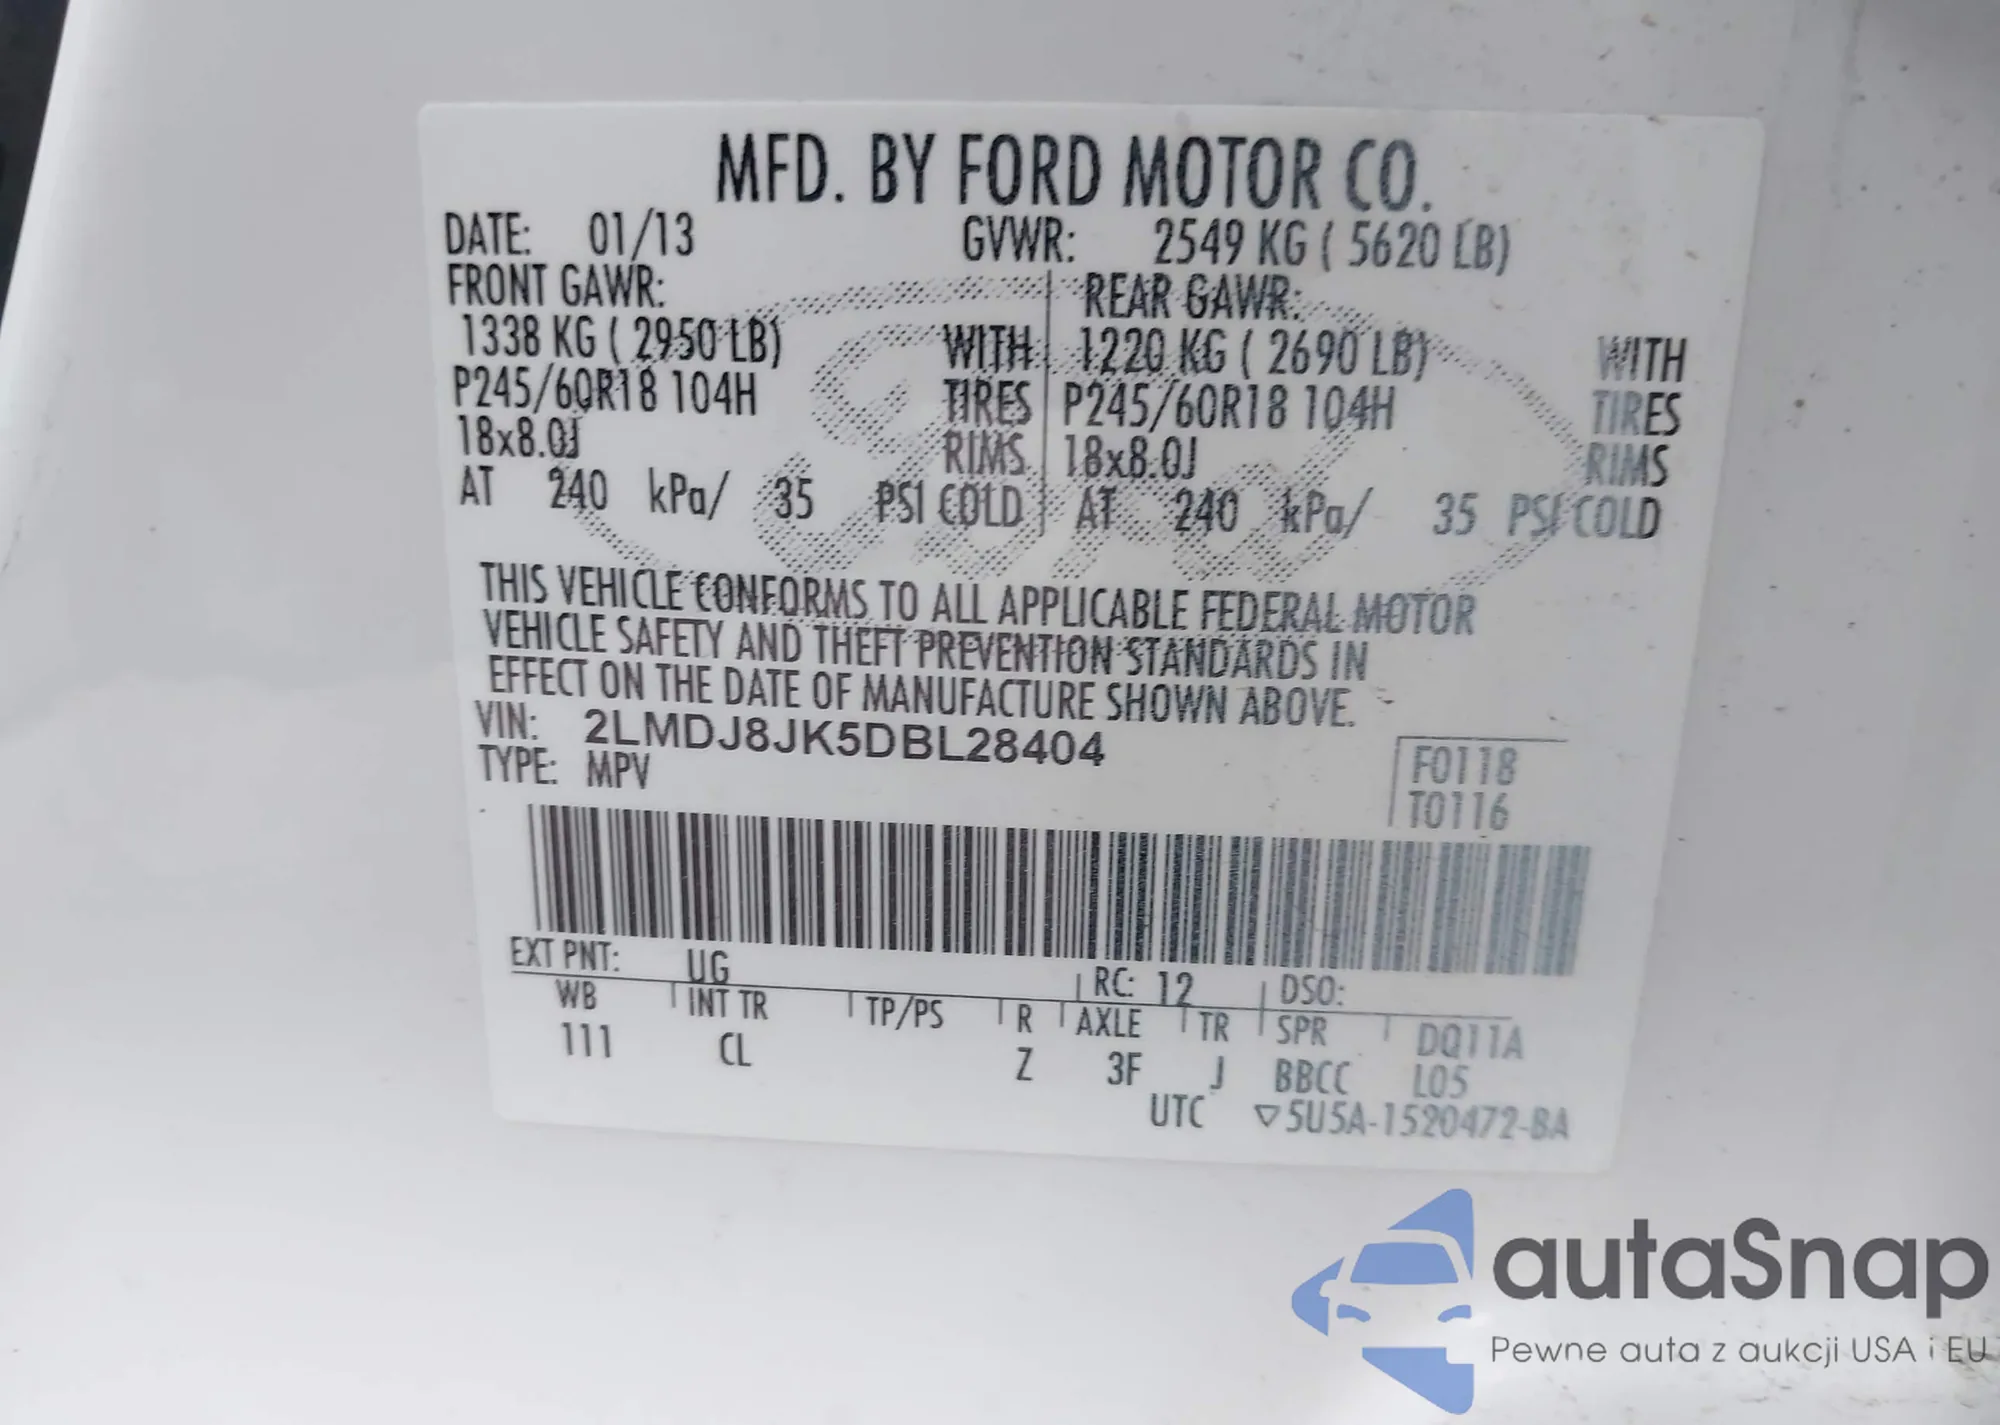 MFD. BY FORD MOTOR CO.
DATE: 01/13 GVWR: 2549 KG ( 5620 LB)
FRONT GAWR: REAR GAWR:
1338 KG ( 2950 LB) WITH 1220 KG ( 2690 LB) WITH
P245/60R18 104H TIRES P245/60R18 104H TIRES
18x8.0J RIMS 18x8.0J RIMS
AT 240 kPa/ 35 PSI COLD AT 240 kPa/ 35 PSI COLD
THIS VEHICLE CONFORMS TO ALL APPLICABLE FEDERAL MOTOR
VEHICLE SAFETY AND THEFT PREVENTION STANDARDS IN
EFFECT ON THE DATE OF MANUFACTURE SHOWN ABOVE.
VIN: 2LMDJ8JK5DBL28404
TYPE: MPV
F0118
T0116
EXT PNT: UG RC: 12 DSO:
WB INT TR TP/PS R AXLE TR SPR DQ11A
111 CL Z 3F J BBCC L05
UTC ▽5U5A-1520472-BA
autaSnap
Pewne auta z aukcji USA i EU